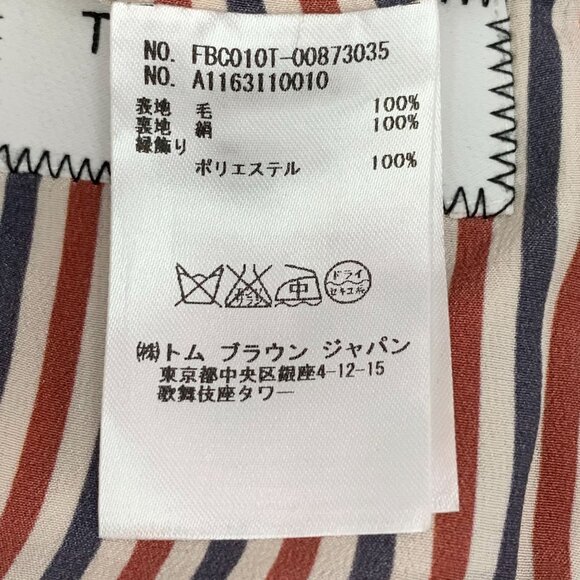 T
NO. FBC010T-00873035
NO. A1163I10010
表地 毛 100%
裏地 絹 100%
縁飾り
ポリエステル 100%
中 ドライ
セキユ系
㈱トム ブラウン ジャパン
東京都中央区銀座4-12-15
歌舞伎座タワー